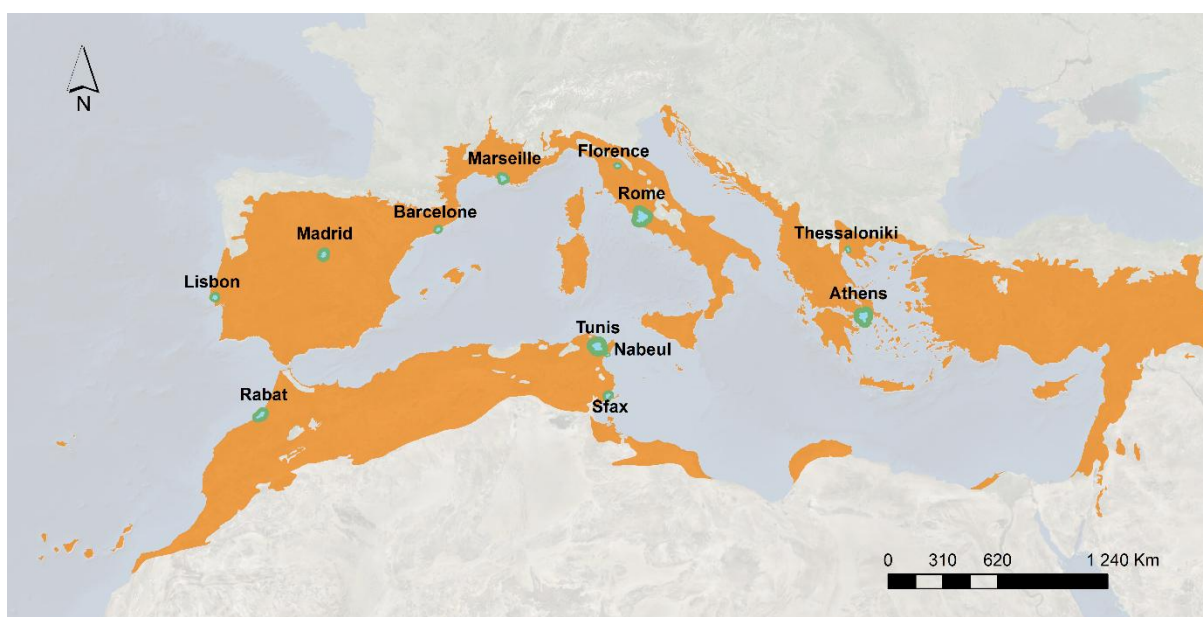 N
Marseille
Florence
Rome
Barcelone
Madrid
Thessaloniki
Lisbon
Athens
Tunis
Nabeul
Rabat
Sfax
0 310 620 1 240 Km